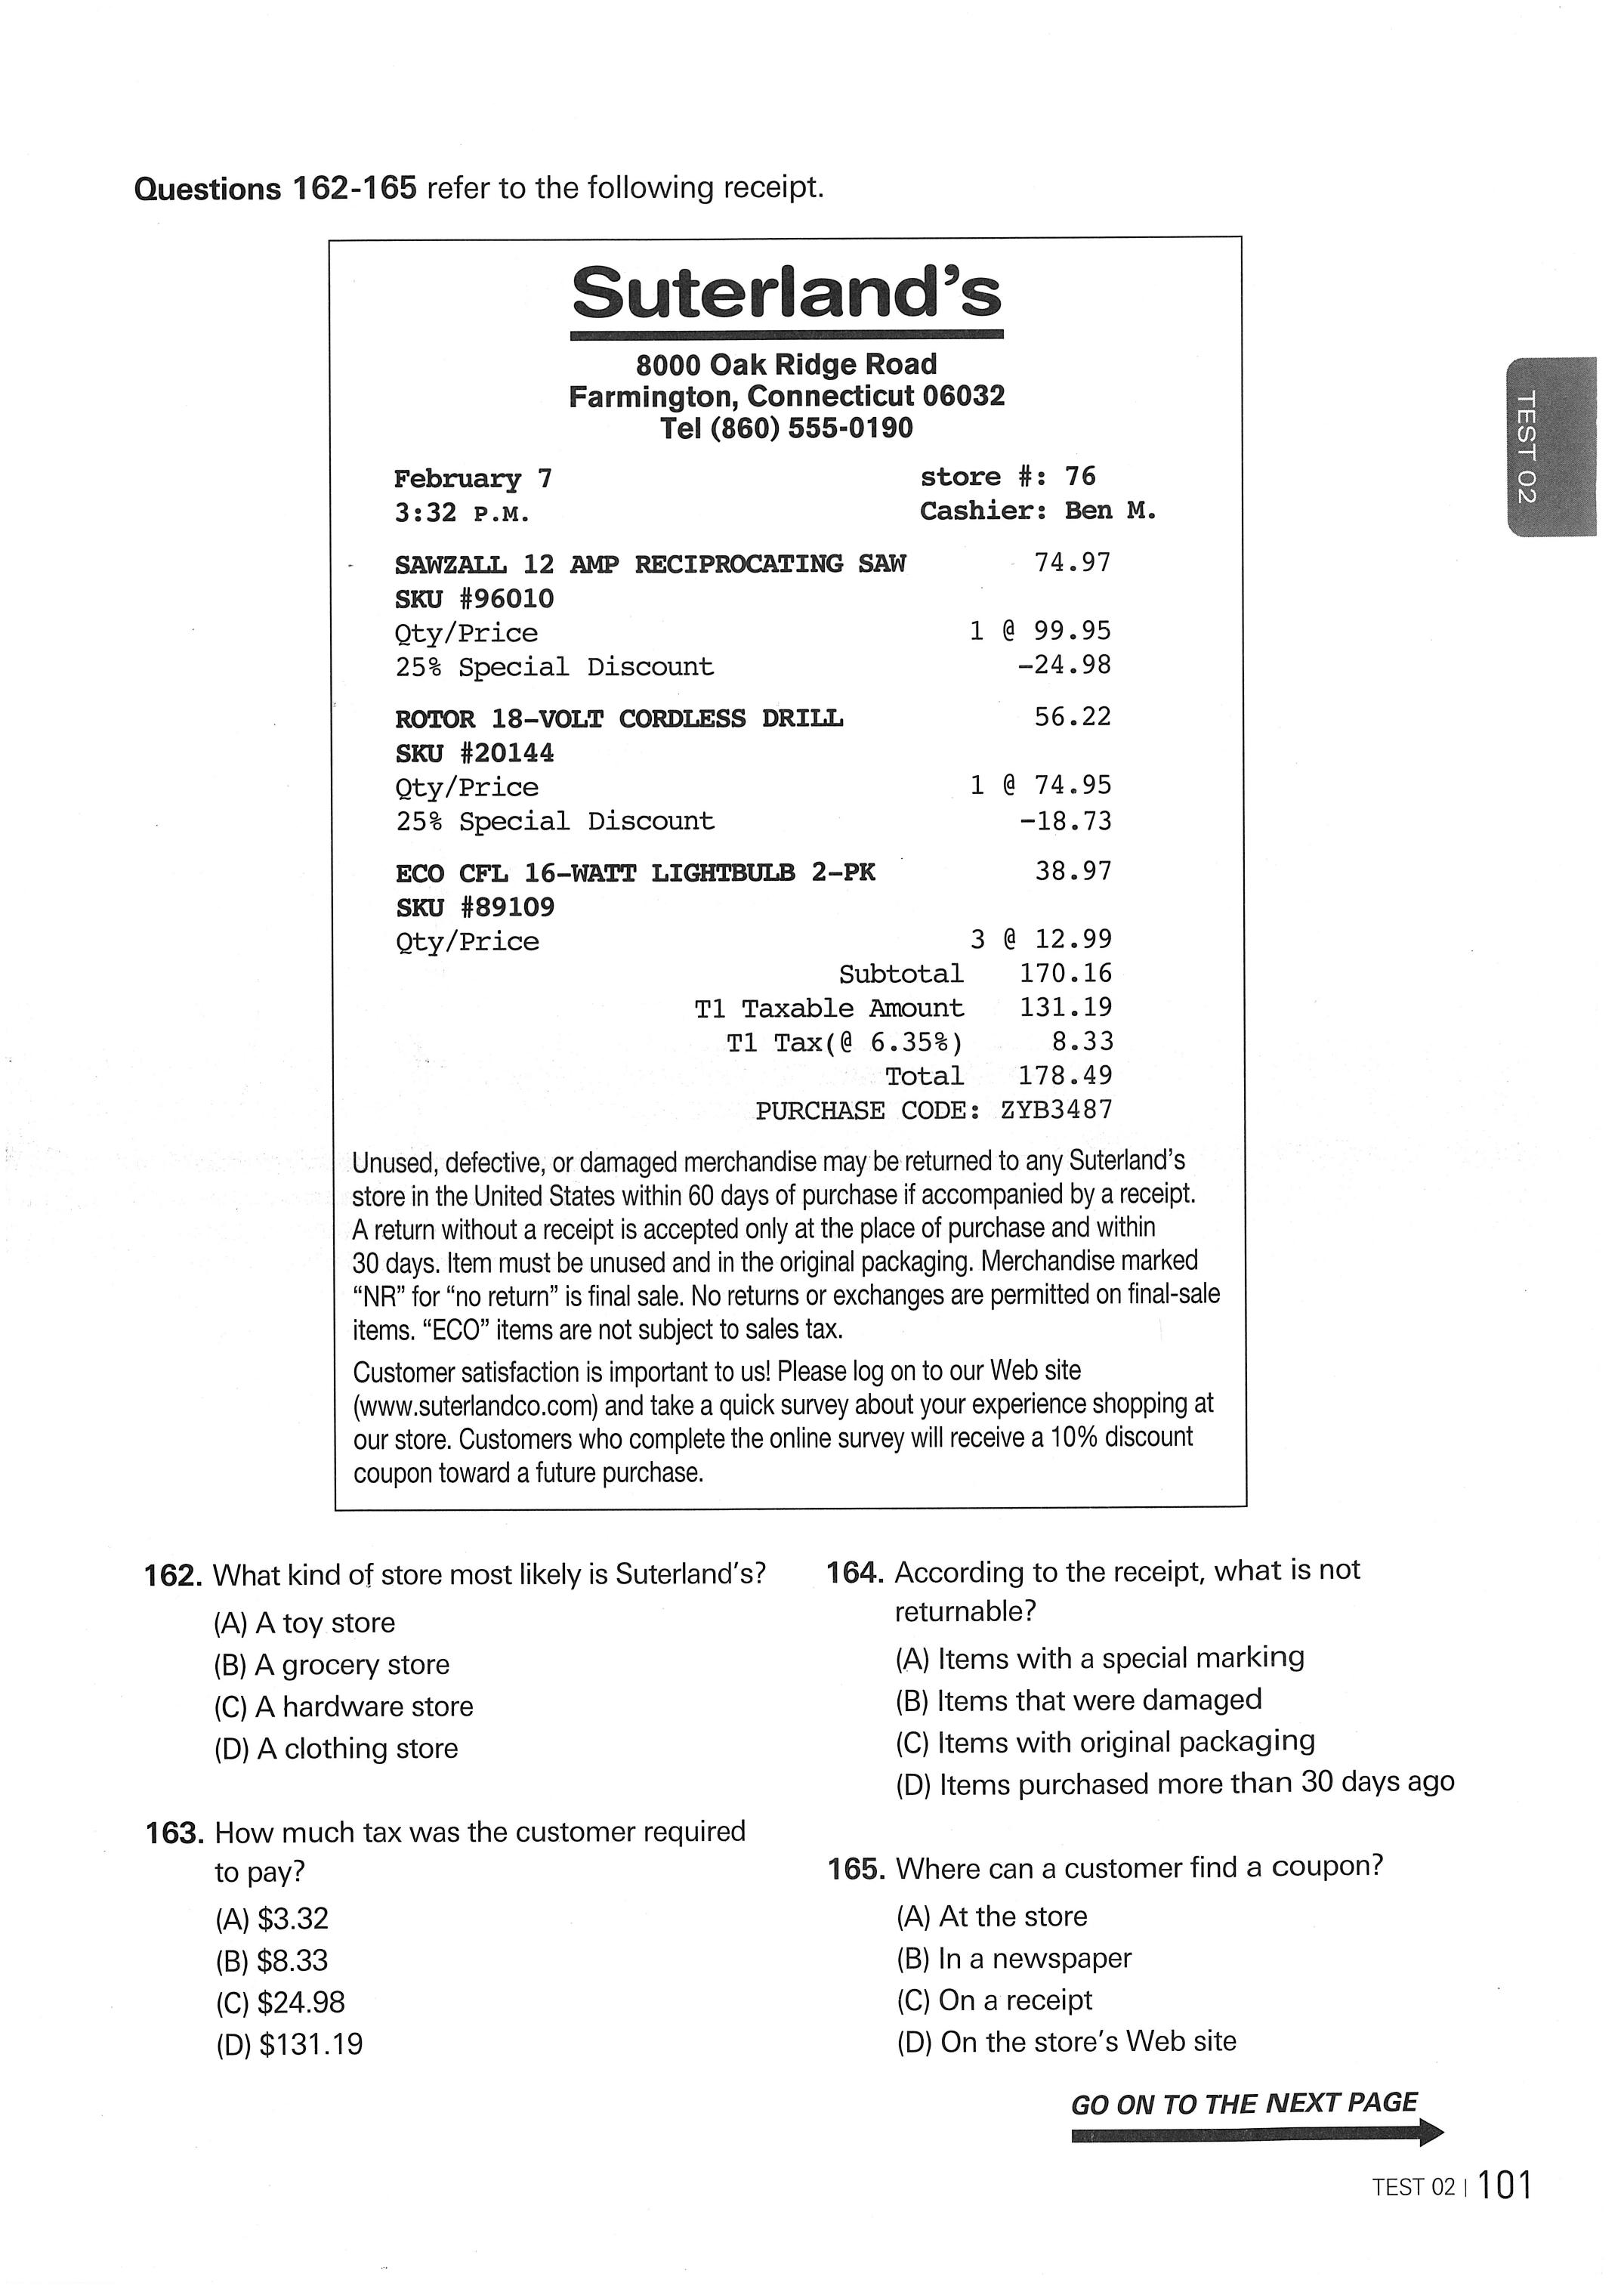 Questions 162-165 refer to the following receipt.
Suterland's
8000 Oak Ridge Road
Farmington, Connecticut 06032
Tel (860) 555-0190
February 7 store #: 76
3:32 P.M. Cashier: Ben M.
SAWZALL 12 AMP RECIPROCATING SAW 74.97
SKU #96010
Qty/Price 1 @ 99.95
25% Special Discount -24.98
ROTOR 18-VOLT CORDLESS DRILL 56.22
SKU #20144
Qty/Price 1 @ 74.95
25% Special Discount -18.73
ECO CFL 16-WATT LIGHTBULB 2-PK 38.97
SKU #89109
Qty/Price 3 @ 12.99
Subtotal 170.16
T1 Taxable Amount 131.19
T1 Tax(@ 6.35%) 8.33
Total 178.49
PURCHASE CODE: ZYB3487
Unused, defective, or damaged merchandise may be returned to any Suterland's
store in the United States within 60 days of purchase if accompanied by a receipt.
A return without a receipt is accepted only at the place of purchase and within
30 days. Item must be unused and in the original packaging. Merchandise marked
“NR” for “no return” is final sale. No returns or exchanges are permitted on final-sale
items. “ECO” items are not subject to sales tax.
Customer satisfaction is important to us! Please log on to our Web site
(www.suterlandco.com) and take a quick survey about your experience shopping at
our store. Customers who complete the online survey will receive a 10% discount
coupon toward a future purchase.
162. What kind of store most likely is Suterland's?
(A) A toy store
(B) A grocery store
(C) A hardware store
(D) A clothing store
163. How much tax was the customer required
to pay?
(A) $3.32
(B) $8.33
(C) $24.98
(D) $131.19
164. According to the receipt, what is not
returnable?
(A) Items with a special marking
(B) Items that were damaged
(C) Items with original packaging
(D) Items purchased more than 30 days ago
165. Where can a customer find a coupon?
(A) At the store
(B) In a newspaper
(C) On a receipt
(D) On the store's Web site
GO ON TO THE NEXT PAGE
TEST 02 | 101
TEST 02